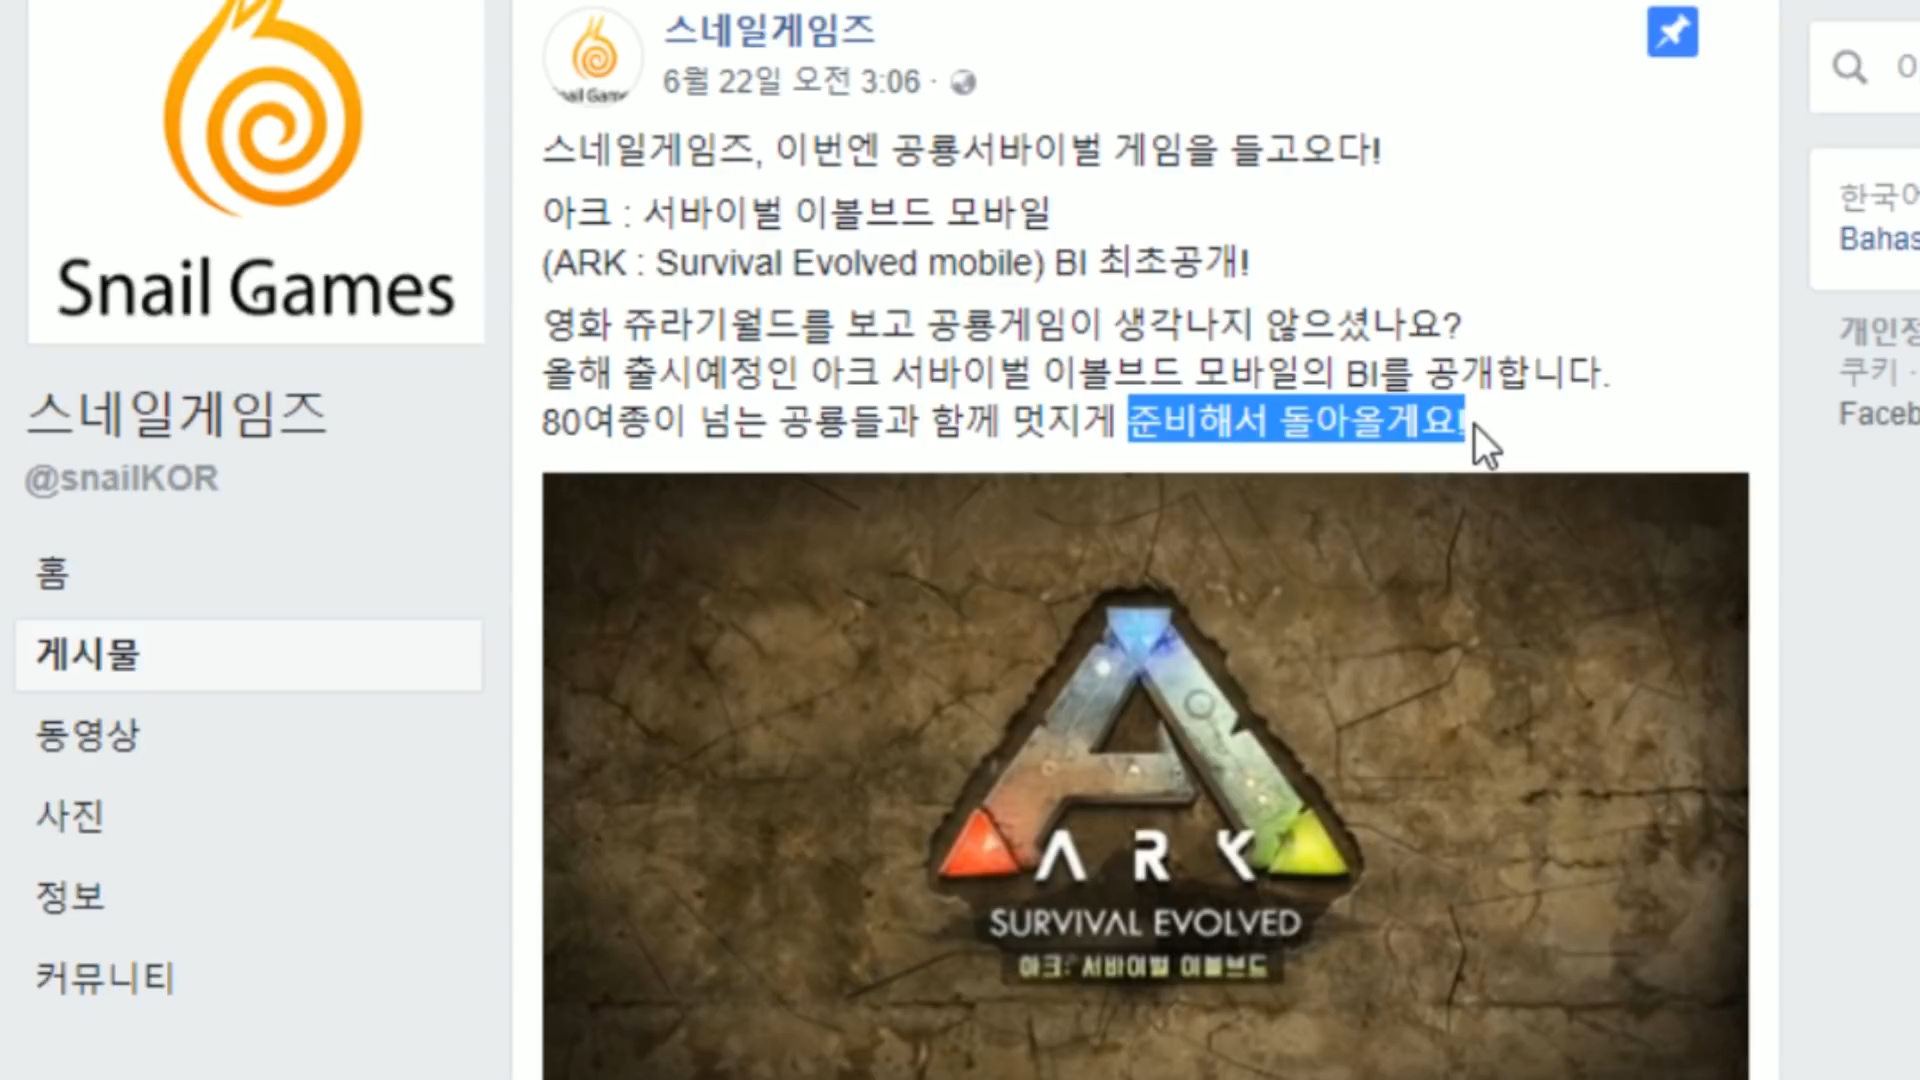 Snail Games
스네일게임즈
@snailKOR
홈
게시물
동영상
사진
정보
커뮤니티
스네일게임즈
6월 22일 오전 3:06 ·
스네일게임즈, 이번엔 공룡서바이벌 게임을 들고오다!
아크 : 서바이벌 이볼브드 모바일
(ARK : Survival Evolved mobile) BI 최초공개!
영화 쥬라기월드를 보고 공룡게임이 생각나지 않으셨나요?
올해 출시예정인 아크 서바이벌 이볼브드 모바일의 BI를 공개합니다.
80여종이 넘는 공룡들과 함께 멋지게 준비해서 돌아올게요!
ARK
SURVIVAL EVOLVED
아크: 서바이벌 이볼브드
한국어
Bahas
개인정
쿠키 ·
Faceb